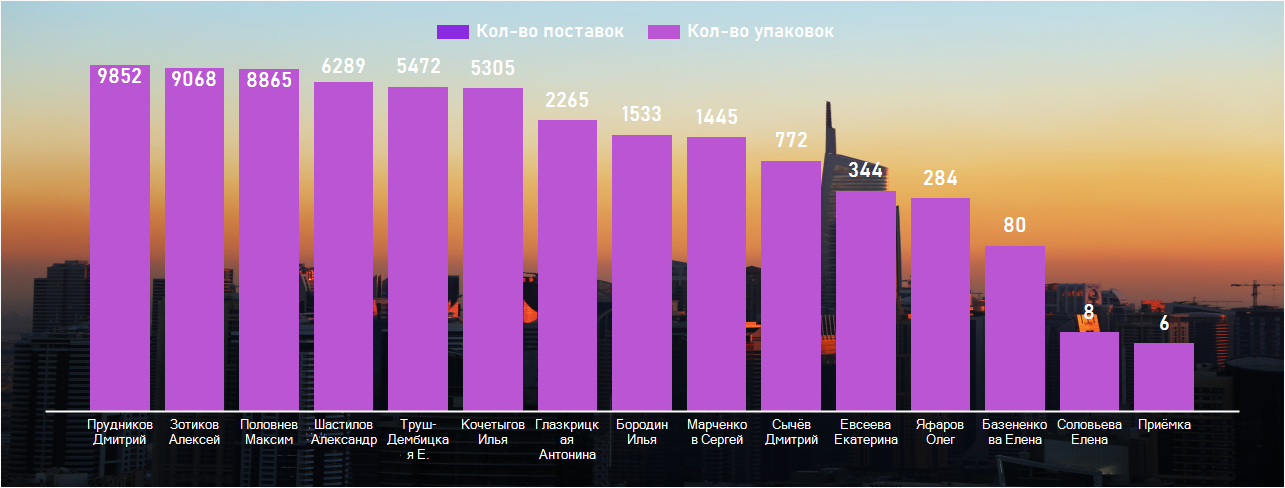 Кол-во поставок Кол-во упаковок
9852 9068 8865 6289 5472 5305 2265 1533 1445 772 344 284 80 8 6
Прудников
Дмитрий
Зотиков
Алексей
Половнев
Максим
Шастилов
Александр
Труш-
Дембицка
я Е.
Кочетыгов
Илья
Глазкрицк
ая
Антонина
Бородин
Илья
Марченко
в Сергей
Сычёв
Дмитрий
Евсеева
Екатерина
Яфаров
Олег
Базененко
ва Елена
Соловьева
Елена
Приёмка